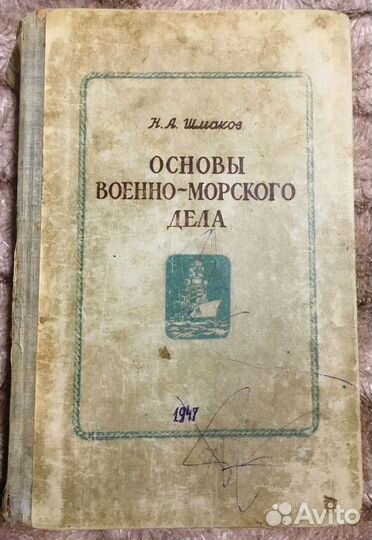 Н. А. Шмаков
ОСНОВЫ
ВОЕННО-МОРСКОГО
ДЕЛА
1947
Avito